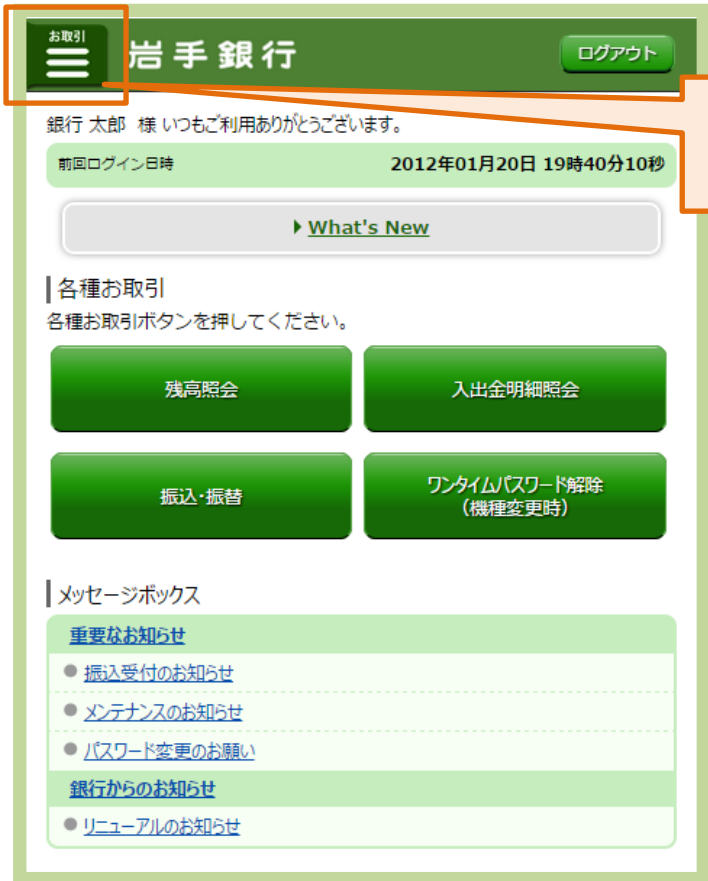 お取引
岩手銀行
ログアウト
銀行 太郎 様 いつもご利用ありがとうございます。
前回ログイン日時 2012年01月20日 19時40分10秒
What's New
各種お取引
各種お取引ボタンを押してください。
残高照会
入出金明細照会
振込・振替
ワンタイムパスワード解除
(機種変更時)
メッセージボックス
重要なお知らせ
振込受付のお知らせ
メンテナンスのお知らせ
パスワード変更のお願い
銀行からのお知らせ
リニューアルのお知らせ